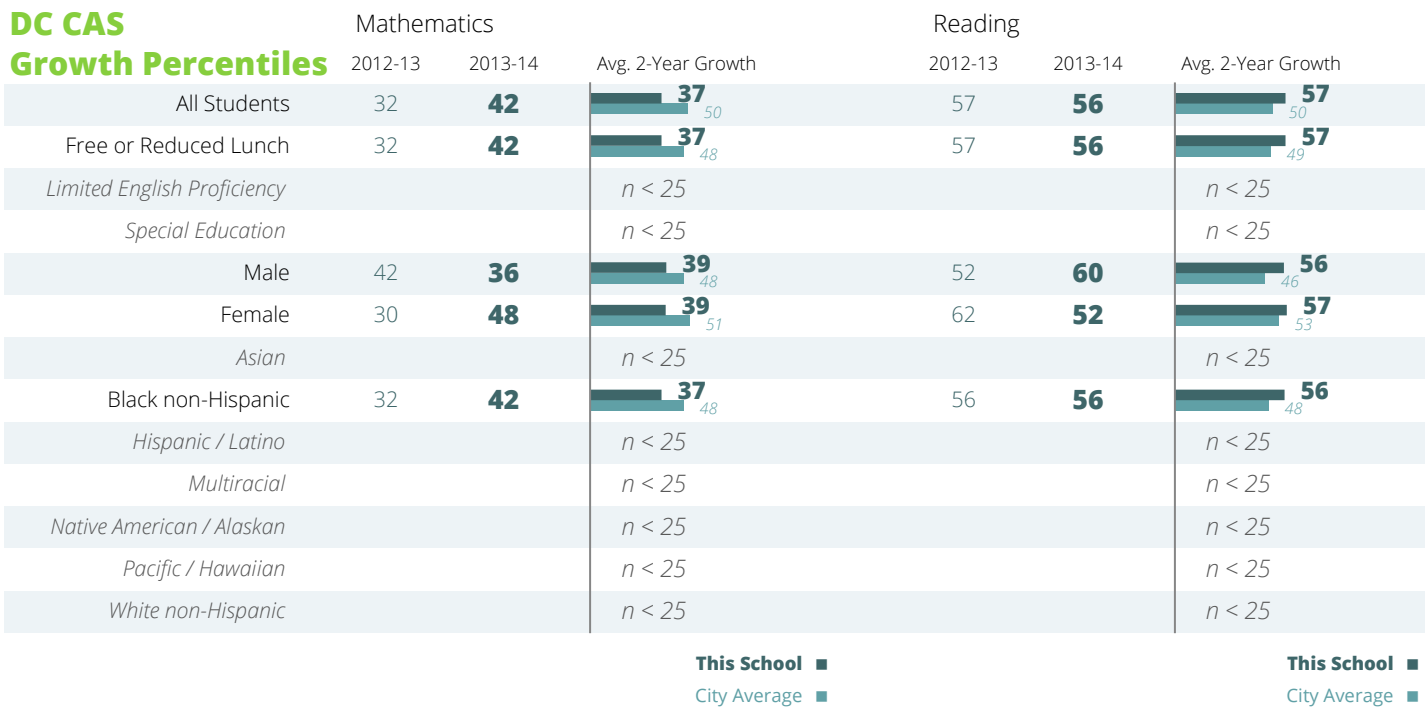 DC CAS Mathematics Reading
Growth Percentiles 2012-13 2013-14 Avg. 2-Year Growth 2012-13 2013-14 Avg. 2-Year Growth
All Students 32 42 37 50 57 56 57 50
Free or Reduced Lunch 32 42 37 48 57 56 57 49
Limited English Proficiency n < 25 n < 25
Special Education n < 25 n < 25
Male 42 36 39 48 52 60 56 46
Female 30 48 39 51 62 52 57 53
Asian n < 25 n < 25
Black non-Hispanic 32 42 37 48 56 56 56 48
Hispanic / Latino n < 25 n < 25
Multiracial n < 25 n < 25
Native American / Alaskan n < 25 n < 25
Pacific / Hawaiian n < 25 n < 25
White non-Hispanic n < 25 n < 25
This School This School
City Average City Average